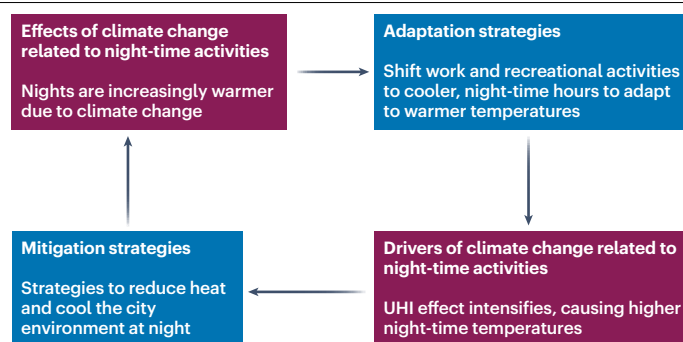 Effects of climate change
related to night-time activities
Nights are increasingly warmer
due to climate change
Adaptation strategies
Shift work and recreational activities
to cooler, night-time hours to adapt
to warmer temperatures
Mitigation strategies
Strategies to reduce heat
and cool the city
environment at night
Drivers of climate change related to
night-time activities
UHI effect intensifies, causing higher
night-time temperatures